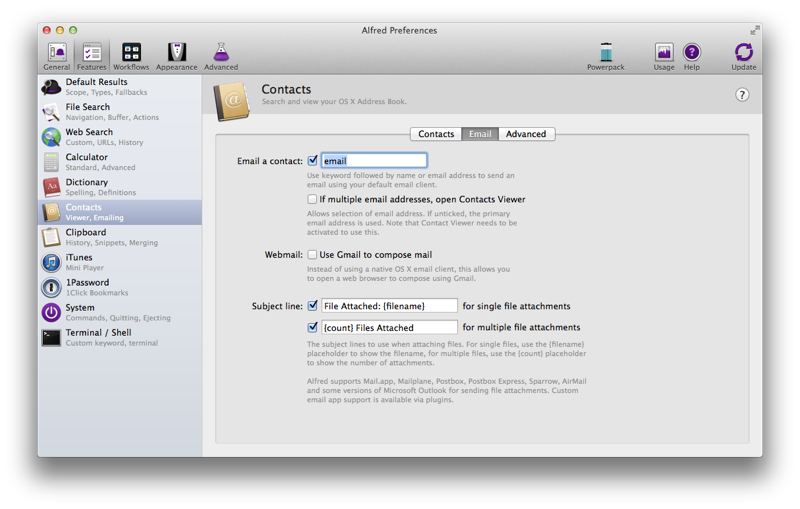 Alfred Preferences
General
Features
Workflows
Appearance
Advanced
Powerpack
Usage
Help
Update
Default Results
Scope, Types, Fallbacks
File Search
Navigation, Buffer, Actions
Web Search
Custom, URLs, History
Calculator
Standard, Advanced
Dictionary
Spelling, Definitions
Contacts
Viewer, Emailing
Clipboard
History, Snippets, Merging
iTunes
Mini Player
1Password
1Click Bookmarks
System
Commands, Quitting, Ejecting
Terminal / Shell
Custom keyword, terminal
Contacts
Search and view your OS X Address Book.
?
Contacts
Email
Advanced
Email a contact: email
Use keyword followed by name or email address to send an
email using your default email client.
If multiple email addresses, open Contacts Viewer
Allows selection of email address. If unticked, the primary
email address is used. Note that Contact Viewer needs to be
activated to use this.
Webmail: Use Gmail to compose mail
Instead of using a native OS X email client, this allows you
to open a web browser to compose using Gmail.
Subject line: File Attached: {filename} for single file attachments
{count} Files Attached for multiple file attachments
The subject lines to use when attaching files. For single files, use the {filename}
placeholder to show the filename, for multiple files, use the {count} placeholder
to show the number of attachments.
Alfred supports Mail.app, Mailplane, Postbox, Postbox Express, Sparrow, AirMail
and some versions of Microsoft Outlook for sending file attachments. Custom
email app support is available via plugins.